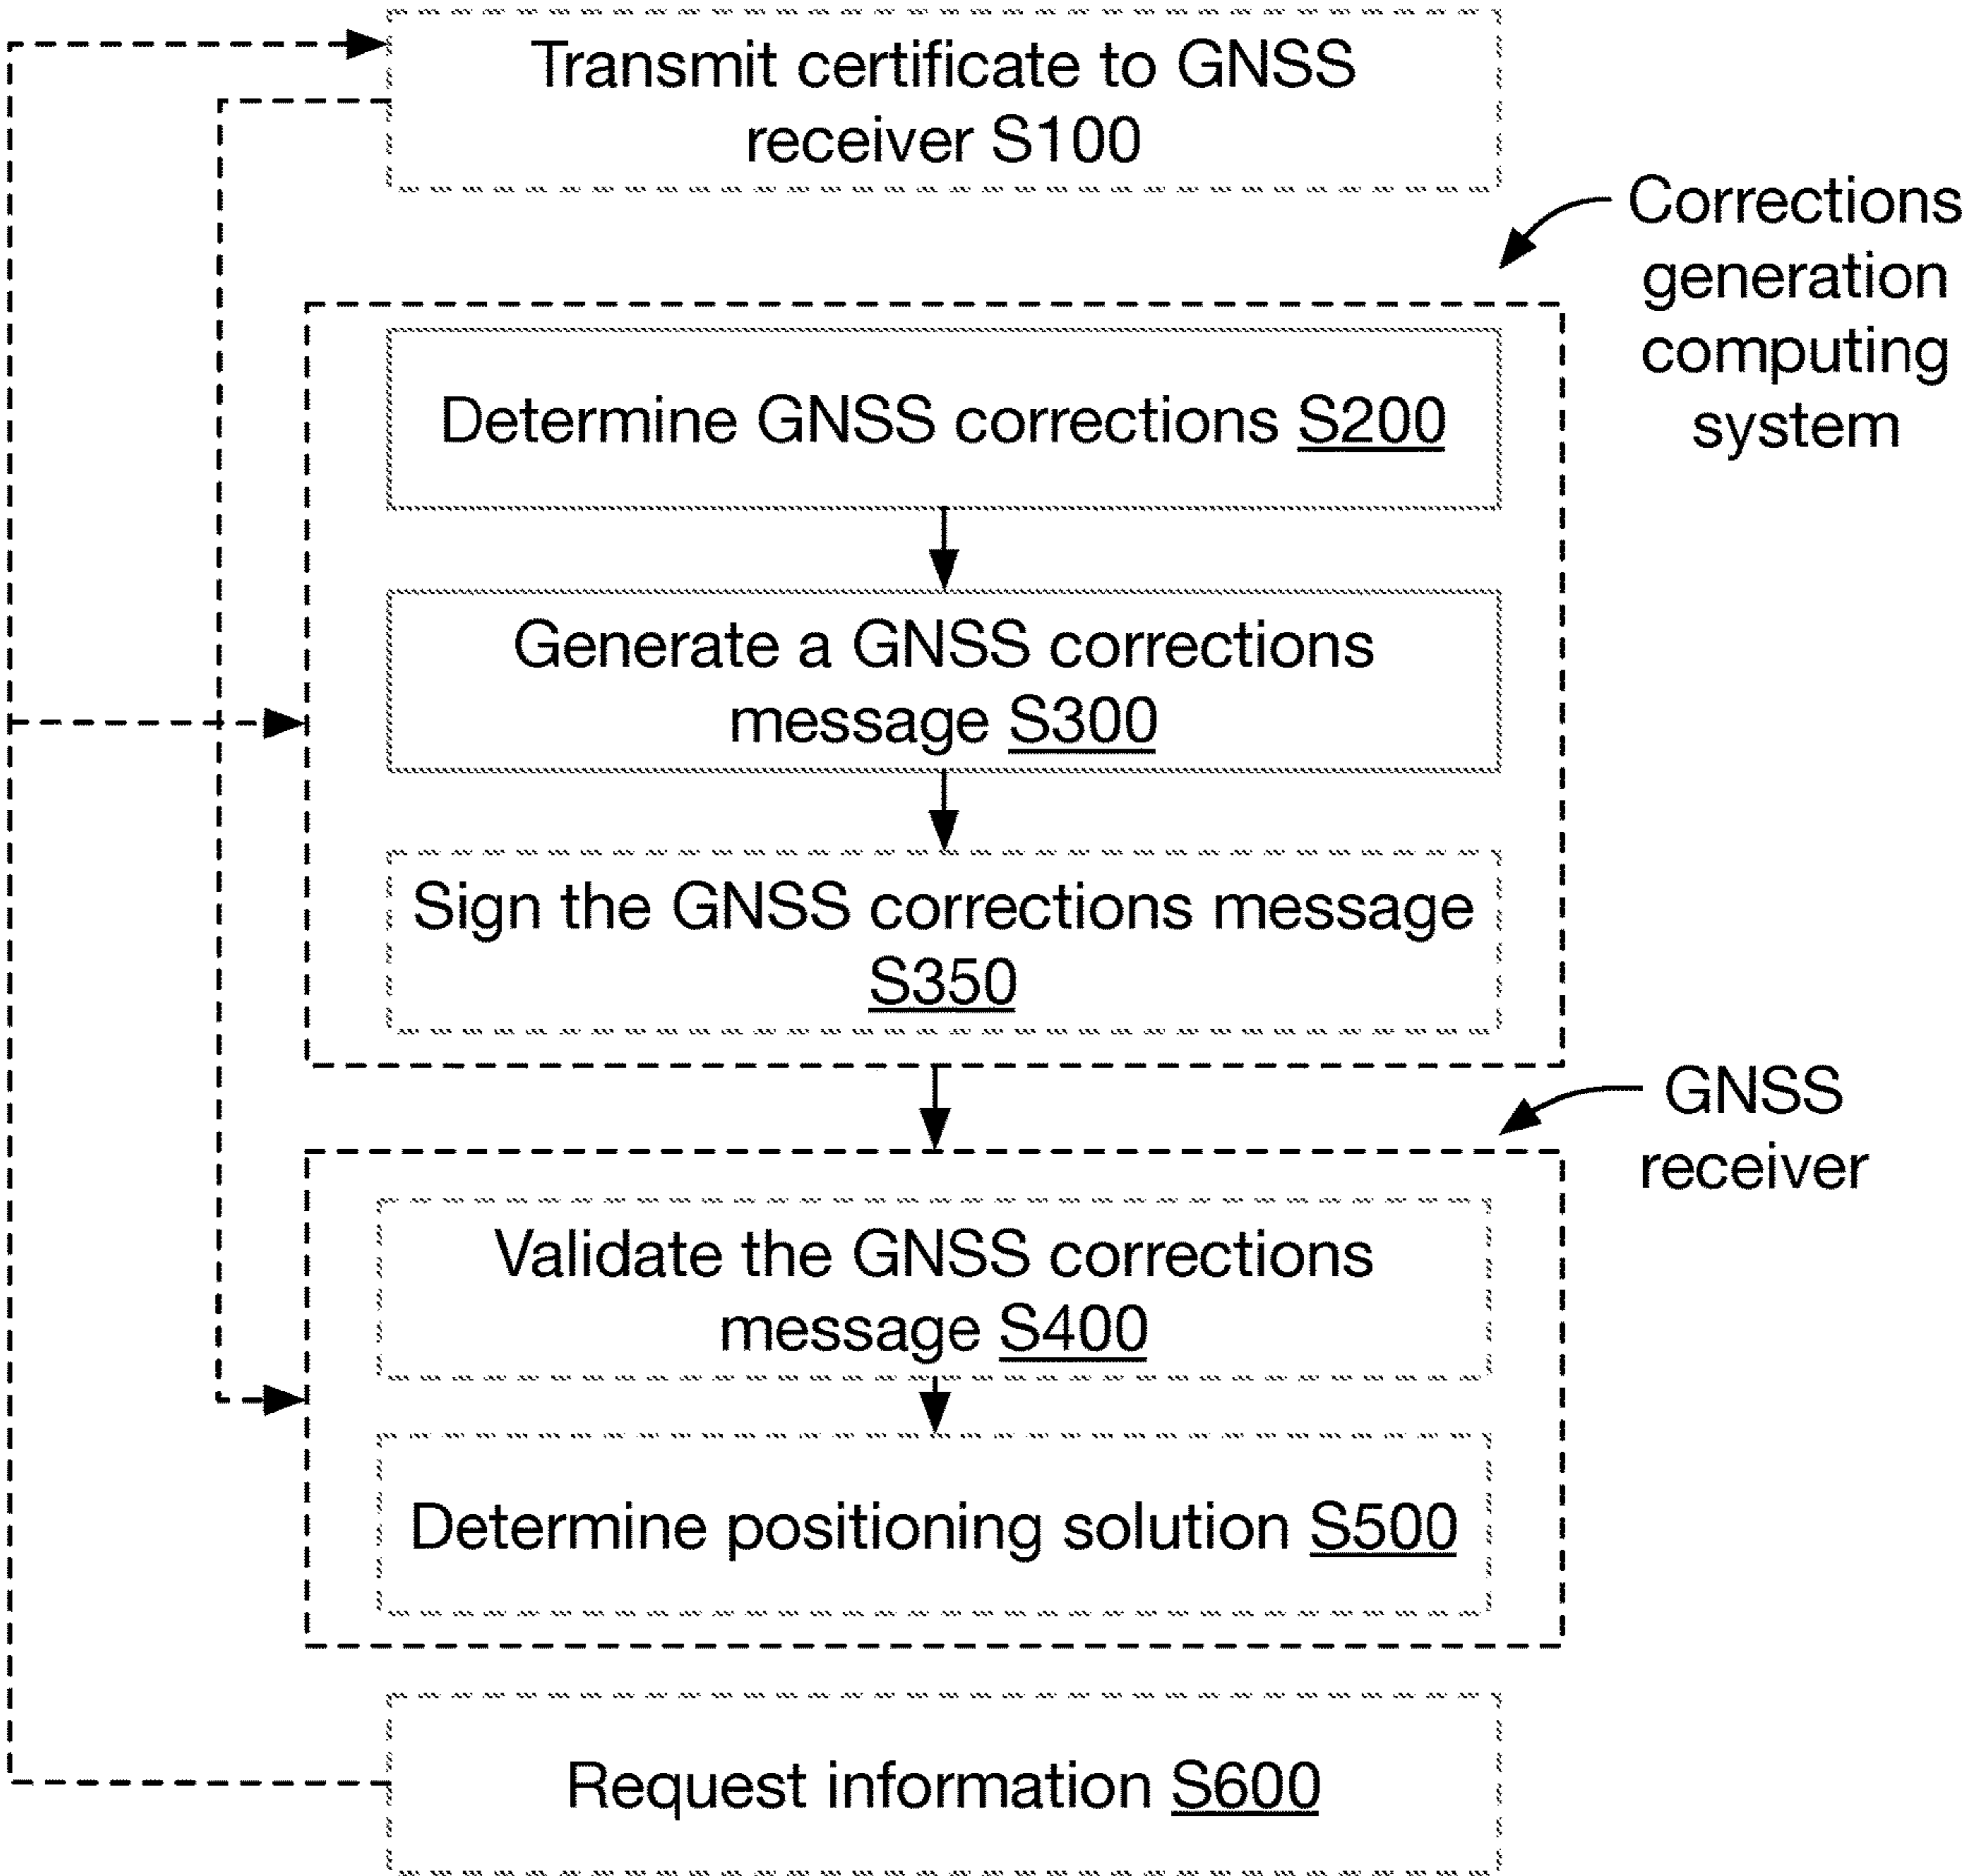 Transmit certificate to GNSS
receiver S100
Corrections
generation
computing
system
Determine GNSS corrections S200
Generate a GNSS corrections
message S300
Sign the GNSS corrections message
S350
GNSS
receiver
Validate the GNSS corrections
message S400
Determine positioning solution S500
Request information S600